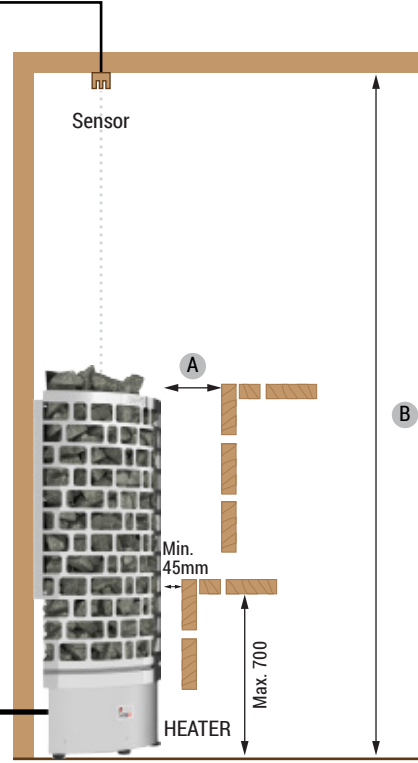 Sensor
A
B
Min.
45mm
Max. 700
HEATER